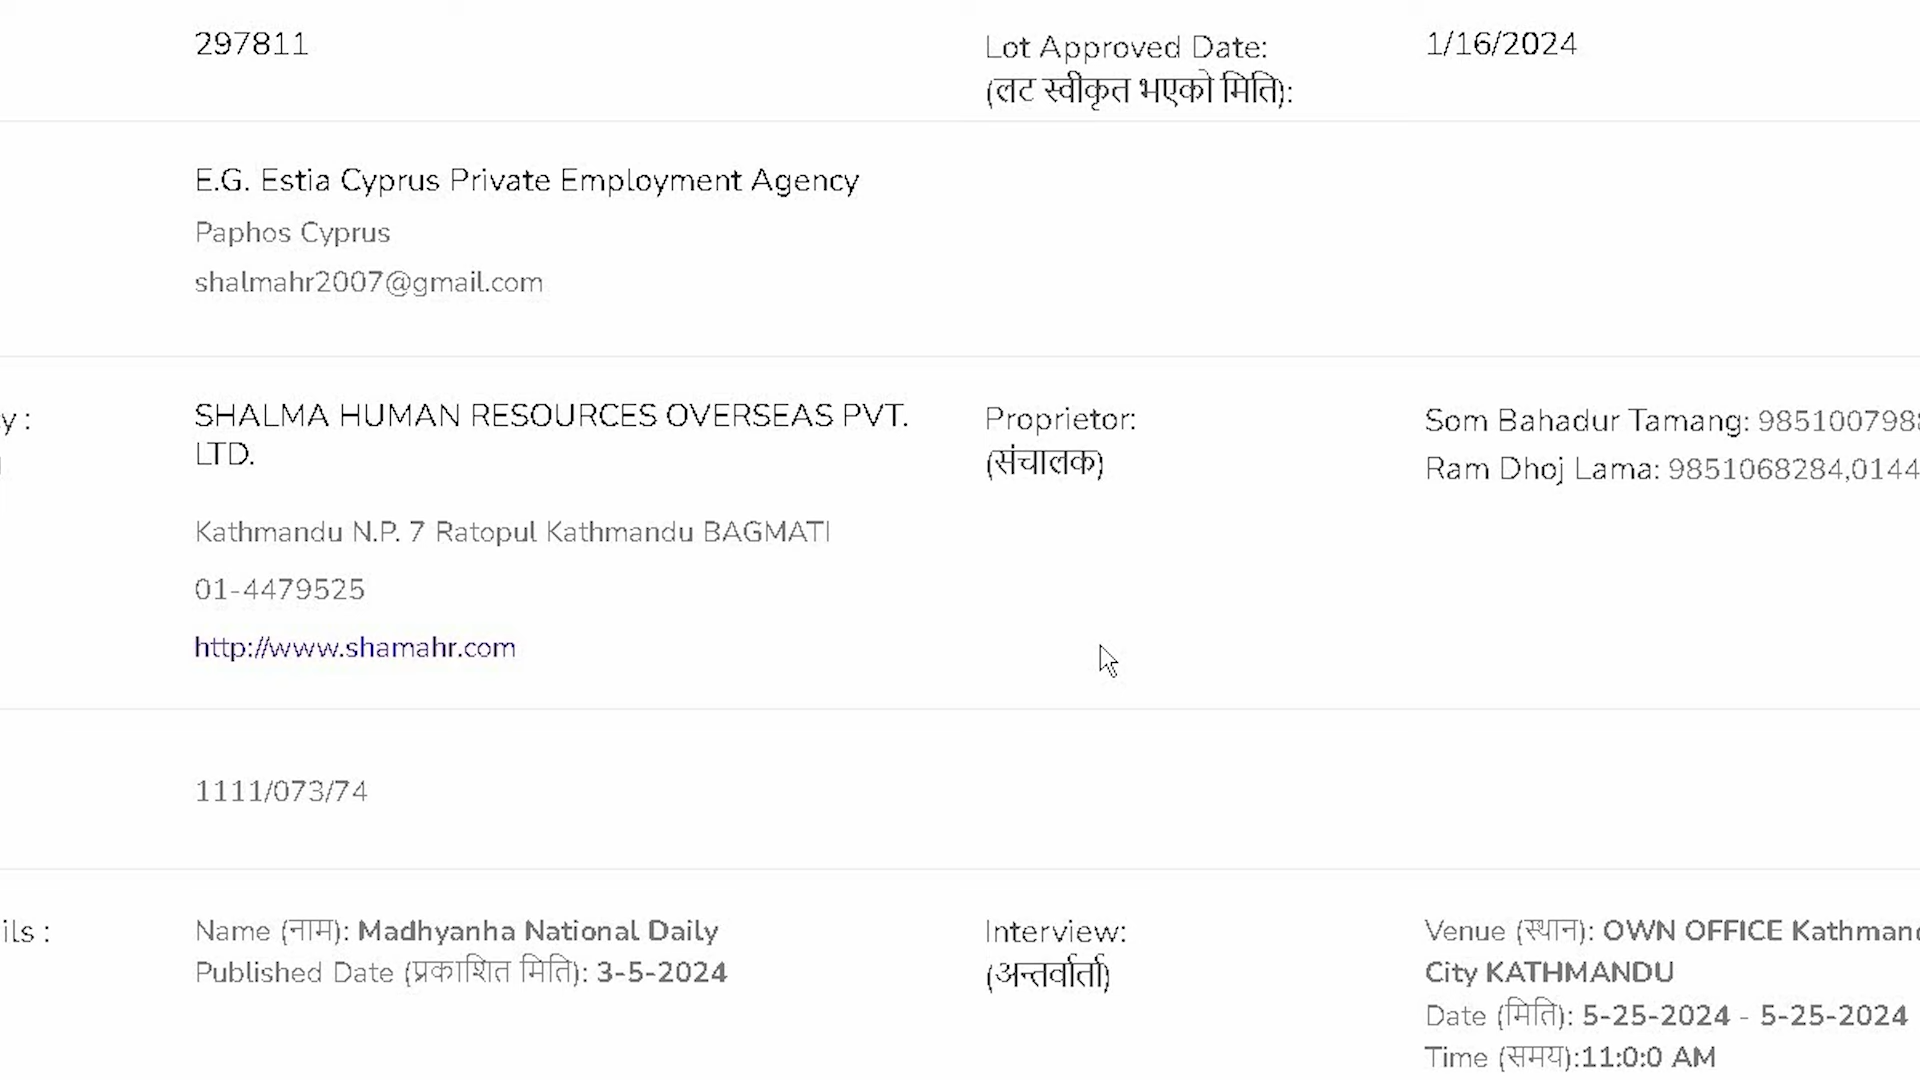 297811
Lot Approved Date:
(लट स्वीकृत भएको मिति):
1/16/2024
E.G. Estia Cyprus Private Employment Agency
Paphos Cyprus
shalmahr2007@gmail.com
y :
SHALMA HUMAN RESOURCES OVERSEAS PVT.
LTD.
Kathmandu N.P. 7 Ratopul Kathmandu BAGMATI
01-4479525
http://www.shamahr.com
Proprietor:
(संचालक)
Som Bahadur Tamang: 985100798
Ram Dhoj Lama: 9851068284,0144
1111/073/74
ils :
Name (नाम): Madhyanha National Daily
Published Date (प्रकाशित मिति): 3-5-2024
Interview:
(अन्तर्वार्ता)
Venue (स्थान): OWN OFFICE Kathman
City KATHMANDU
Date (मिति): 5-25-2024 - 5-25-2024
Time (समय):11:0:0 AM